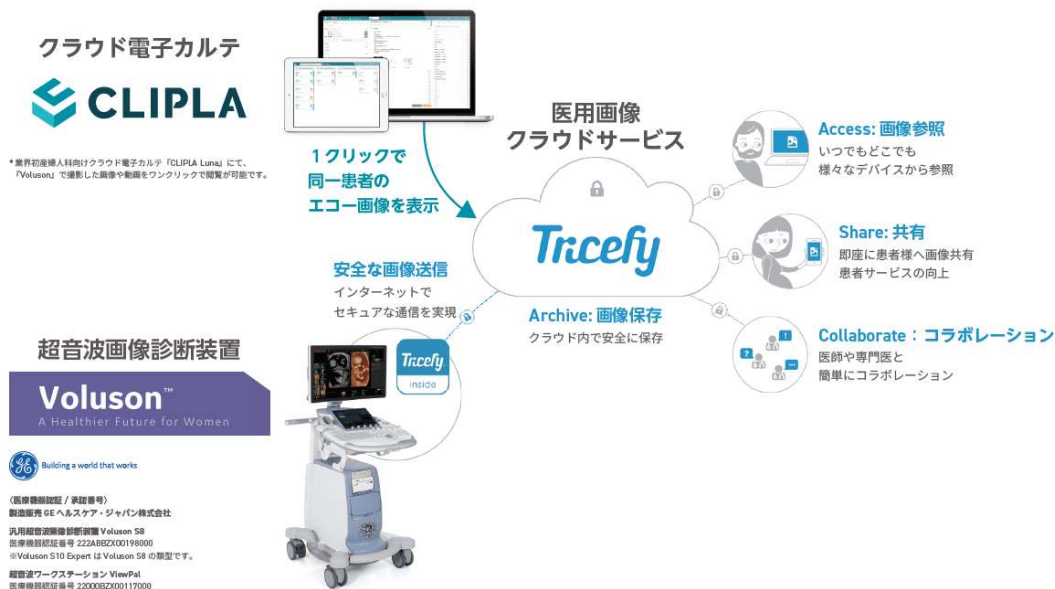 クラウド電子カルテ
CLIPLA
*業界初産婦人科向けクラウド電子カルテ『CLIPLA Luna』にて、
『Voluson』で撮影した画像や動画をワンクリックで閲覧が可能です。
1クリックで
同一患者の
エコー画像を表示
医用画像
クラウドサービス
Tricefy
Access: 画像参照
いつでもどこでも
様々なデバイスから参照
Share: 共有
即座に患者様へ画像共有
患者サービスの向上
Collaborate：コラボレーション
医師や専門医と
簡単にコラボレーション
Archive: 画像保存
クラウド内で安全に保存
安全な画像送信
インターネットで
セキュアな通信を実現
Tricefy
inside
超音波画像診断装置
Voluson™
A Healthier Future for Women
GE
Building a world that works
〈医療機器認証 / 承認番号〉
製造販売 GE ヘルスケア・ジャパン株式会社
汎用超音波画像診断装置 Voluson S8
医療機器認証番号 222ABBZX00198000
※Voluson S10 Expert は Voluson S8 の類型です。
超音波ワークステーション ViewPal
医療機器認証番号 22000BZX00117000